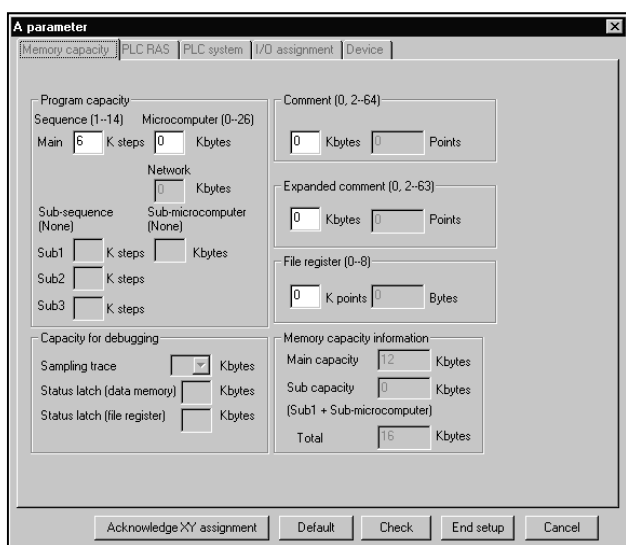 A parameter
Memory capacity PLC RAS PLC system I/O assignment Device
Program capacity
Sequence (1--14) Microcomputer (0--26)
Main 6 K steps 0 Kbytes
Network
0 Kbytes
Sub-sequence Sub-microcomputer
(None) (None)
Sub1 K steps Kbytes
Sub2 K steps
Sub3 K steps
Capacity for debugging
Sampling trace Kbytes
Status latch (data memory) Kbytes
Status latch (file register) Kbytes
Comment (0, 2--64)
0 Kbytes 0 Points
Expanded comment (0, 2--63)
0 Kbytes 0 Points
File register (0--8)
0 K points 0 Bytes
Memory capacity information
Main capacity 12 Kbytes
Sub capacity 0 Kbytes
(Sub1 + Sub-microcomputer)
Total 16 Kbytes
Acknowledge XY assignment Default Check End setup Cancel